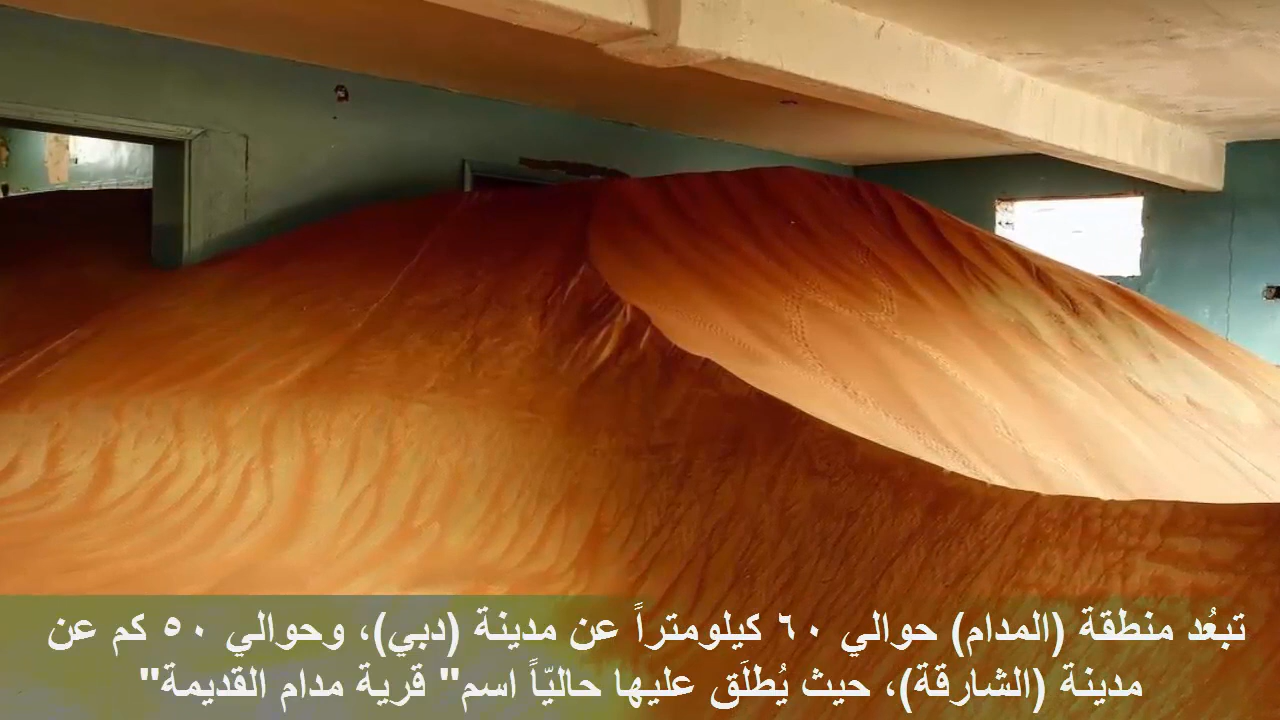 تبعُد منطقة (المدام) حوالي ٦٠ كيلومتراً عن مدينة (دبي)، وحوالي ٥٠ كم عن
مدينة (الشارقة)، حيث يُطلَق عليها حاليّاً اسم" قرية مدام القديمة"